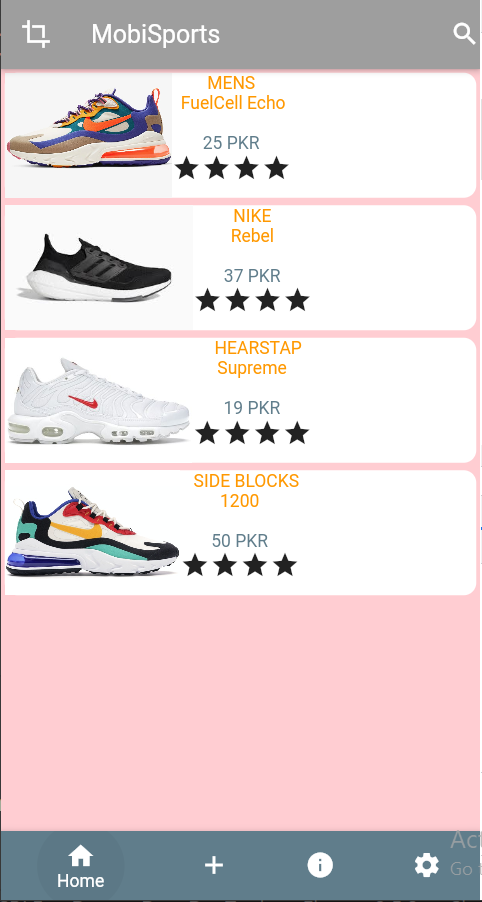 MobiSports
MENS
FuelCell Echo
25 PKR
NIKE
Rebel
37 PKR
HEARSTAP
Supreme
19 PKR
SIDE BLOCKS
1200
50 PKR
Home
Act
Go t